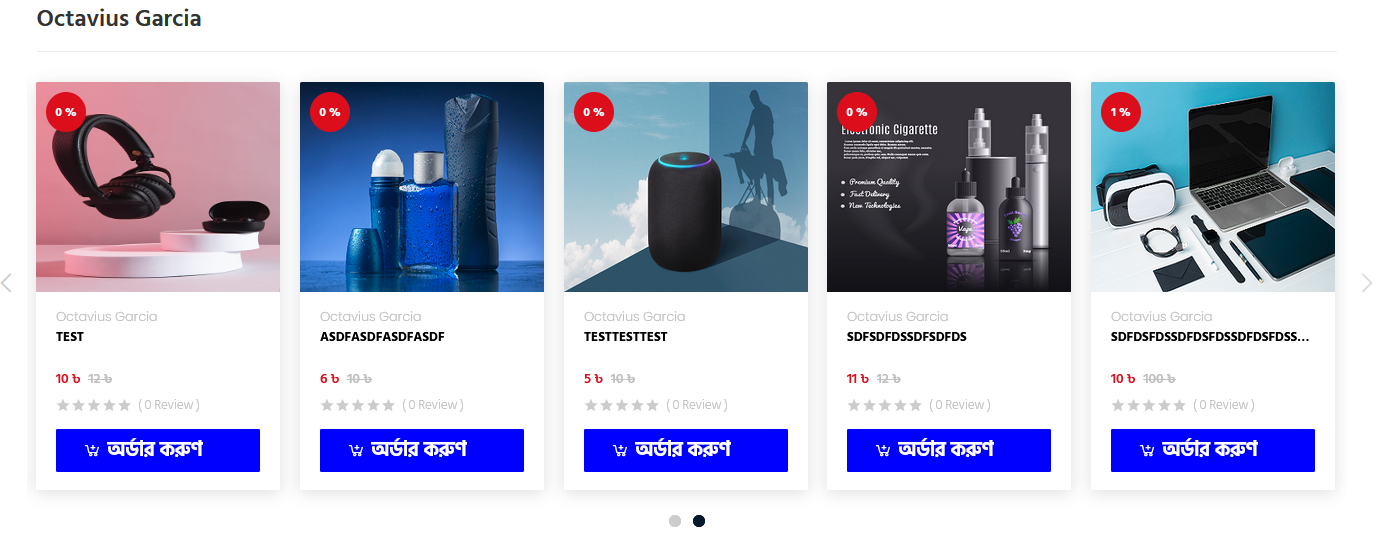 Octavius Garcia
0 %
0 %
0 %
0 %
1 %
Electronic Cigarette
Premium Quality
Fast Delivery
New Technologies
Vape
Octavius Garcia
TEST
10 ৳ 12 ৳
( 0 Review )
অর্ডার করুণ
Octavius Garcia
ASDFASDFASDFASDF
6 ৳ 10 ৳
( 0 Review )
অর্ডার করুণ
Octavius Garcia
TESTTESTTEST
5 ৳ 10 ৳
( 0 Review )
অর্ডার করুণ
Octavius Garcia
SDFSDFDSSDFSDFDS
11 ৳ 12 ৳
( 0 Review )
অর্ডার করুণ
Octavius Garcia
SDFDSFDSSDFDSFDSSDFDSFDSS...
10 ৳ 100 ৳
( 0 Review )
অর্ডার করুণ